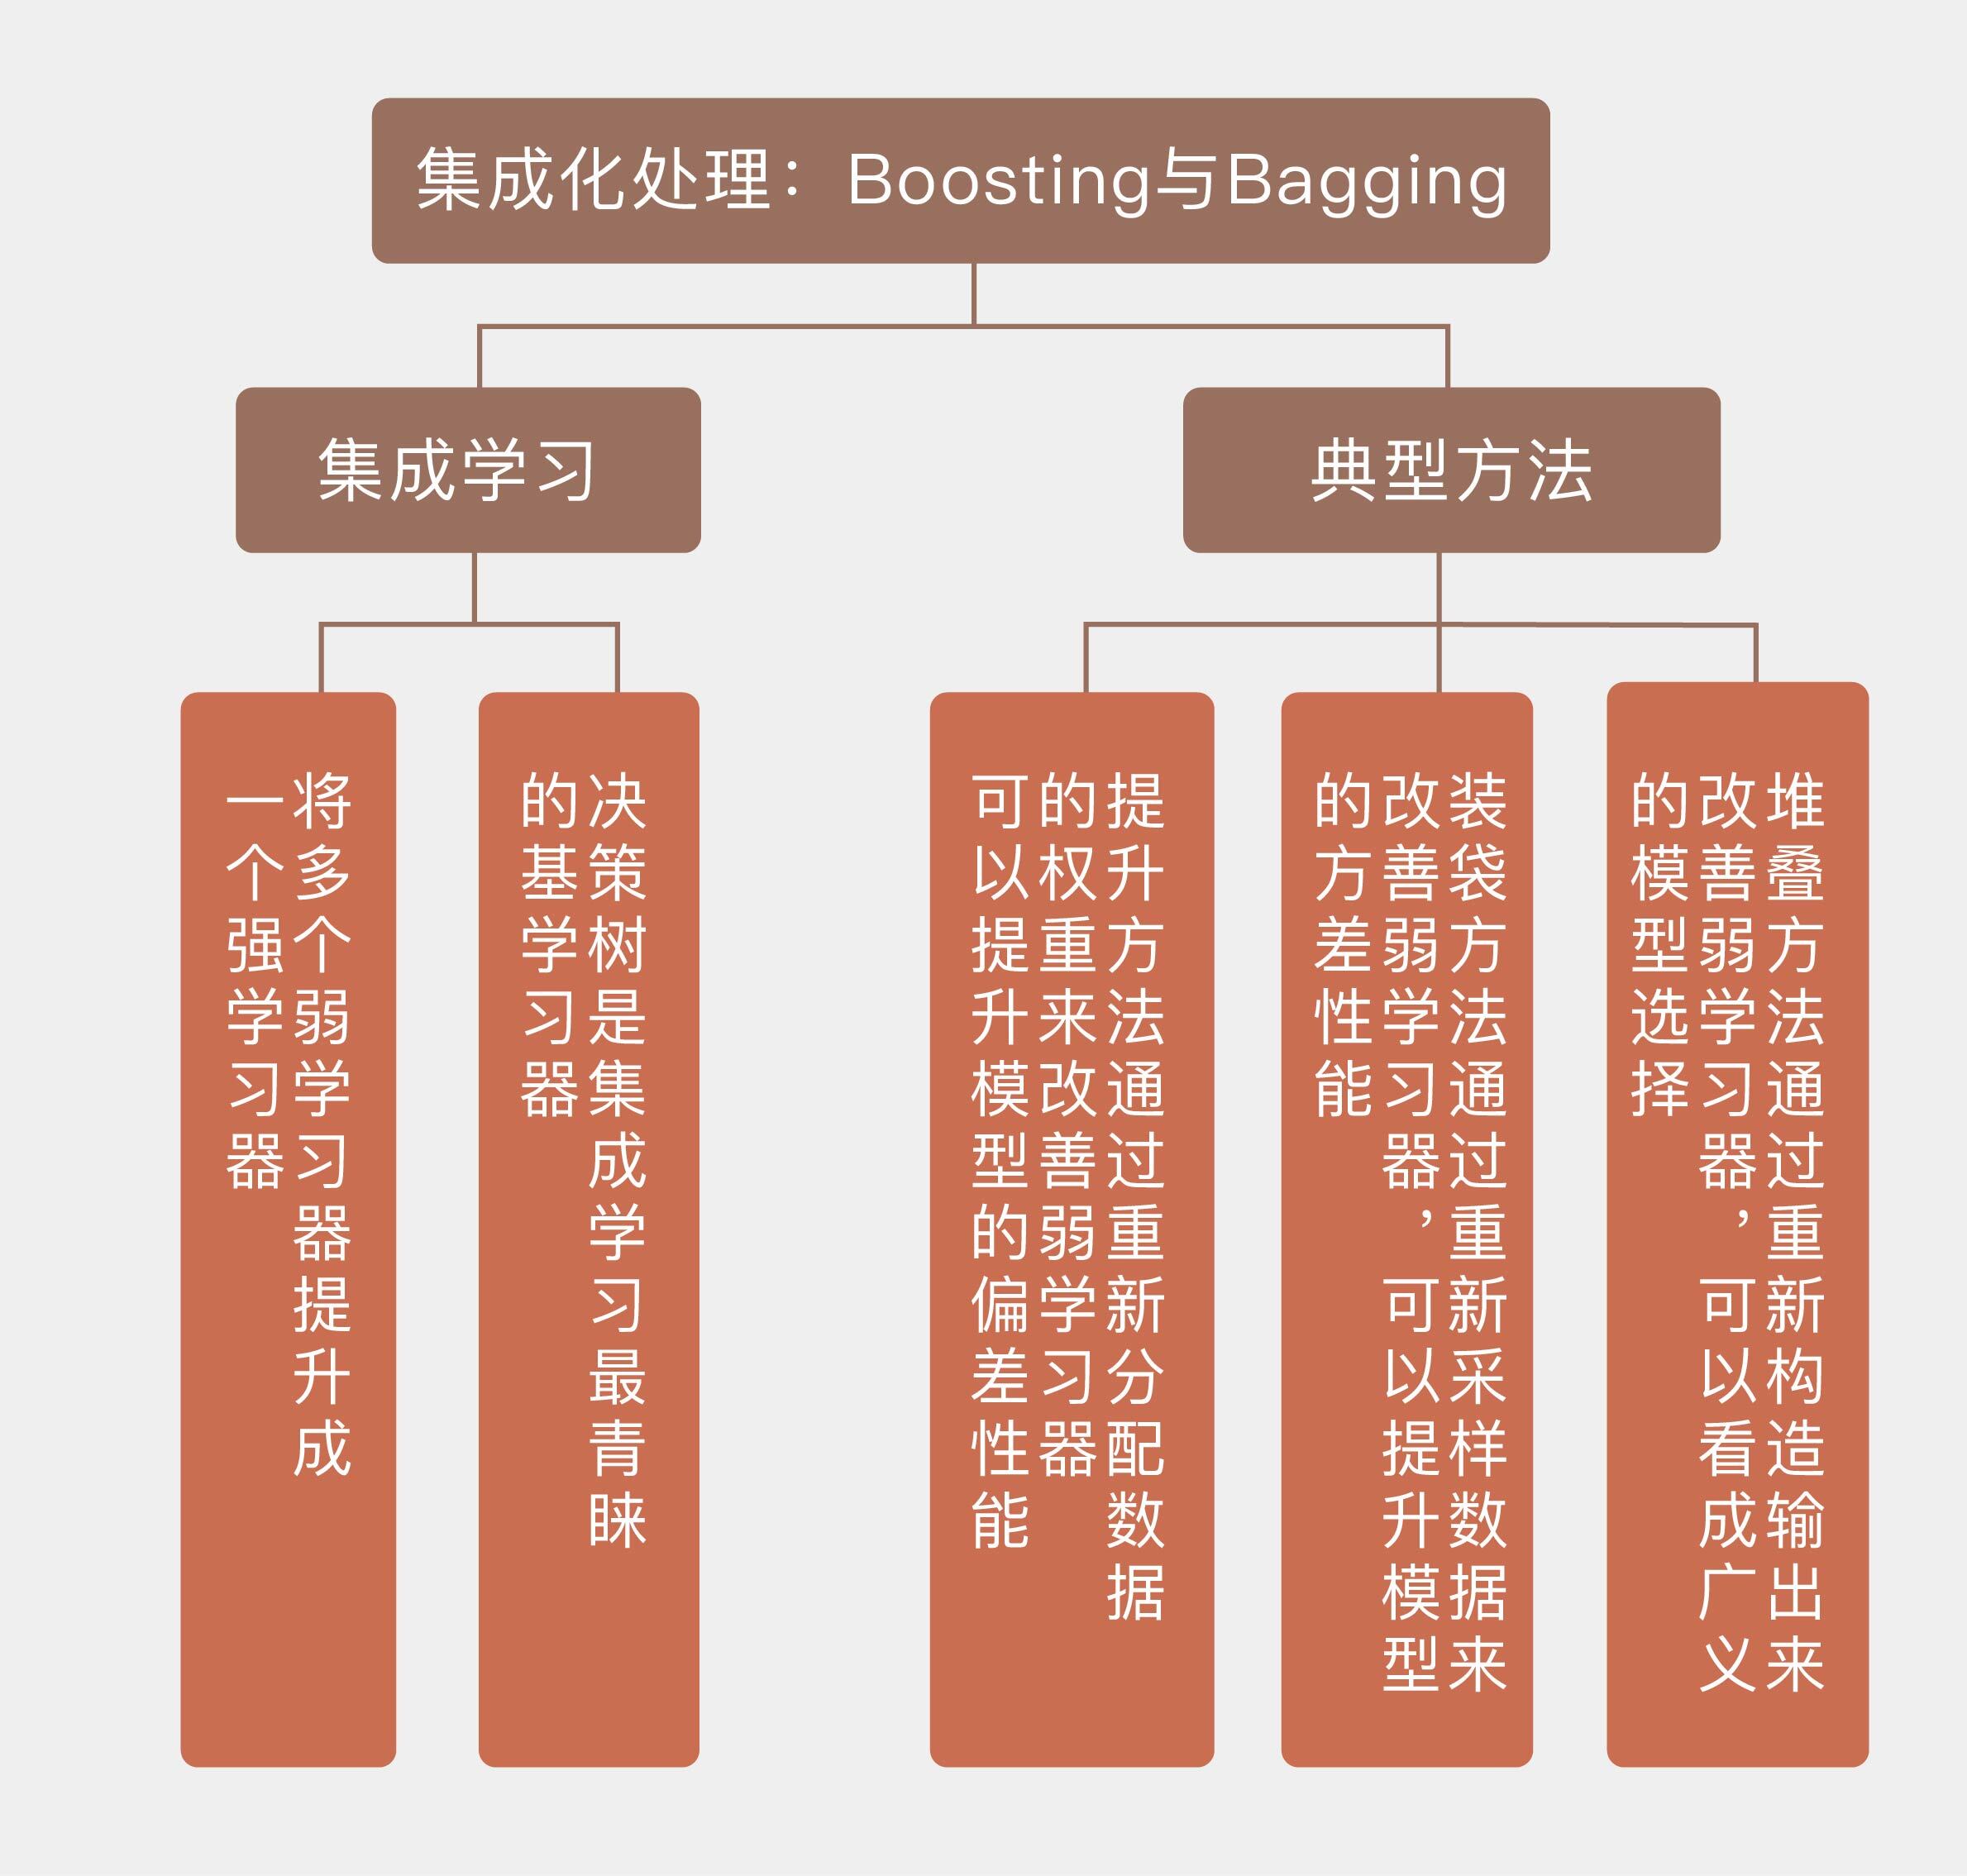 集成化处理： Boosting与Bagging
集成学习
典型方法
将多个弱学习器提升成
一个强学习器
决策树是集成学习最青睐
的基学习器
提升方法通过重新分配数据
的权重来改善弱学习器
可以提升模型的偏差性能
装袋方法通过重新采样数据来
改善弱学习器，可以提升模型
的方差性能
堆叠方法通过重新构造输出来
改善弱学习器，可以看成广义
的模型选择